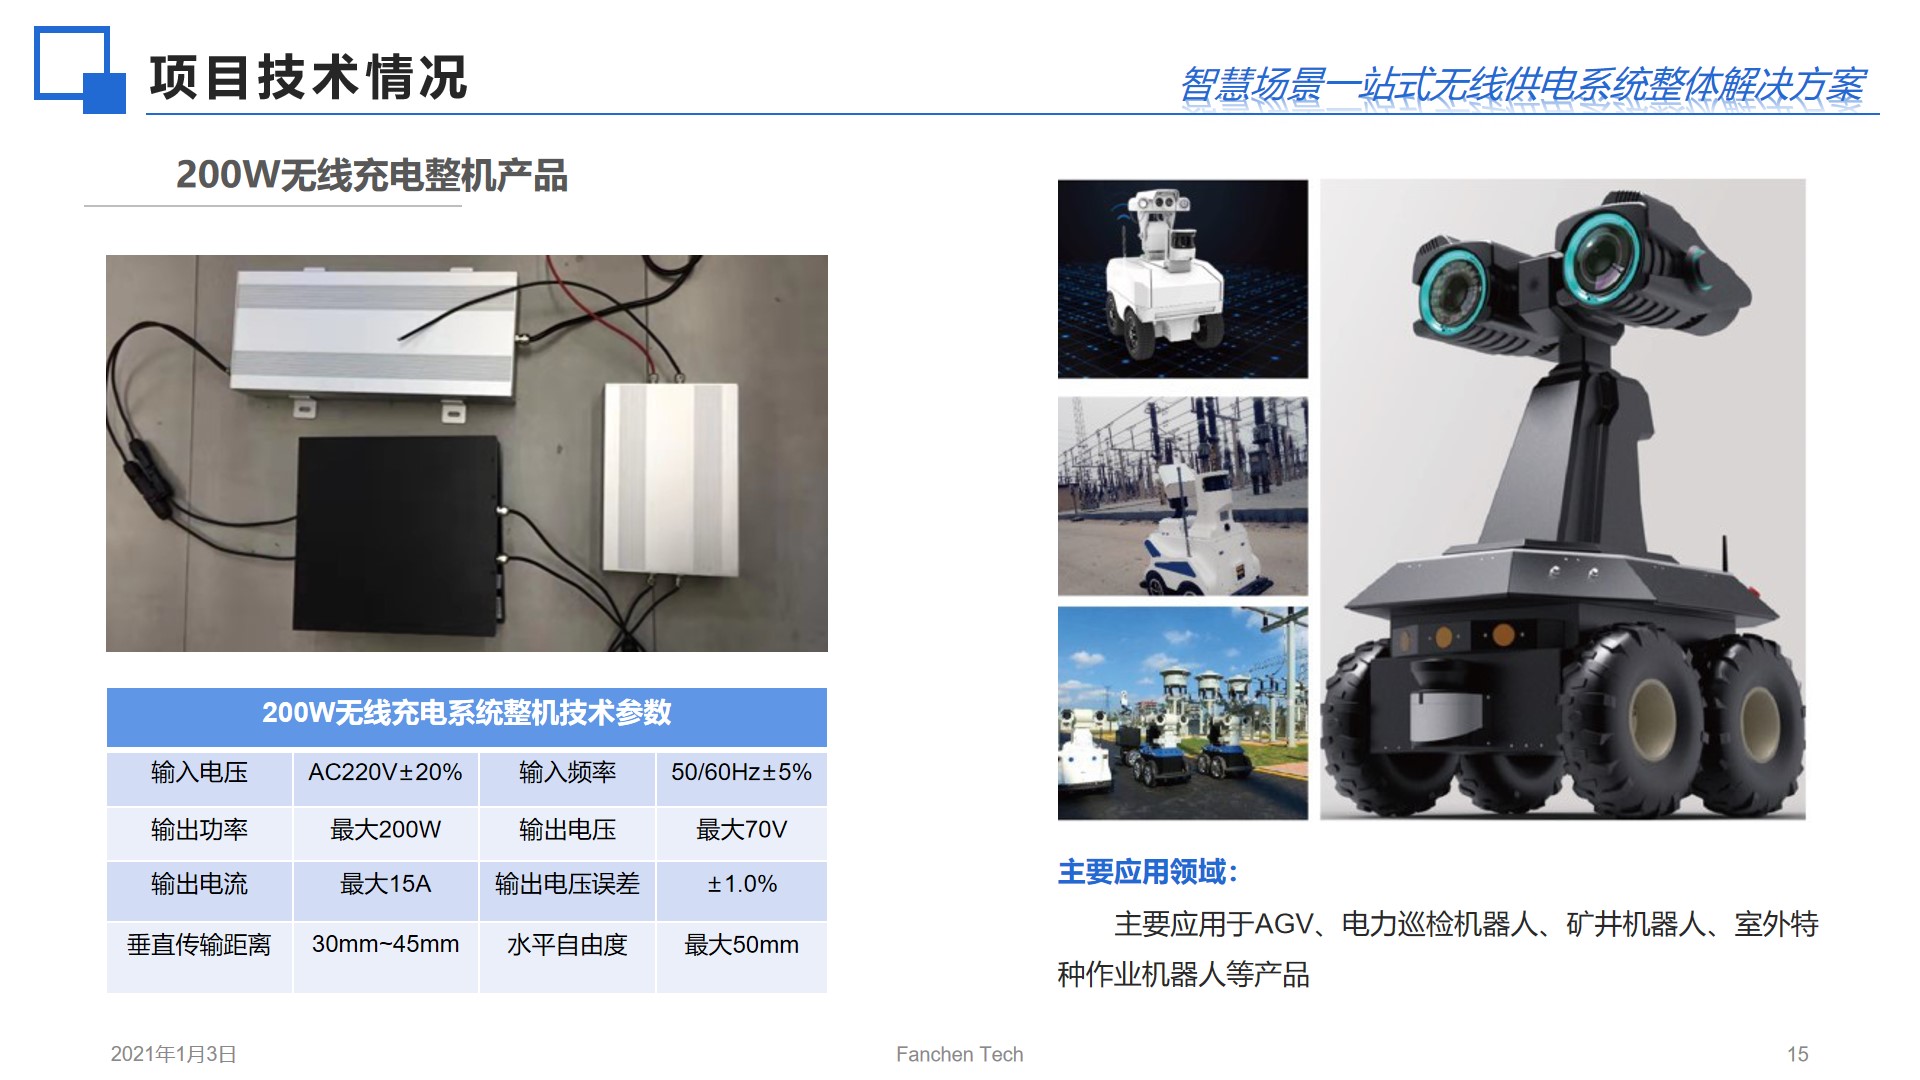 项目技术情况
智慧场景一站式无线供电系统整体解决方案
200W无线充电整机产品
200W无线充电系统整机技术参数
输入电压 AC220V±20% 输入频率 50/60Hz±5%
输出功率 最大200W 输出电压 最大70V
输出电流 最大15A 输出电压误差 ±1.0%
垂直传输距离 30mm~45mm 水平自由度 最大50mm
主要应用领域：
主要应用于AGV、电力巡检机器人、矿井机器人、室外特
种作业机器人等产品
2021年1月3日
Fanchen Tech
15